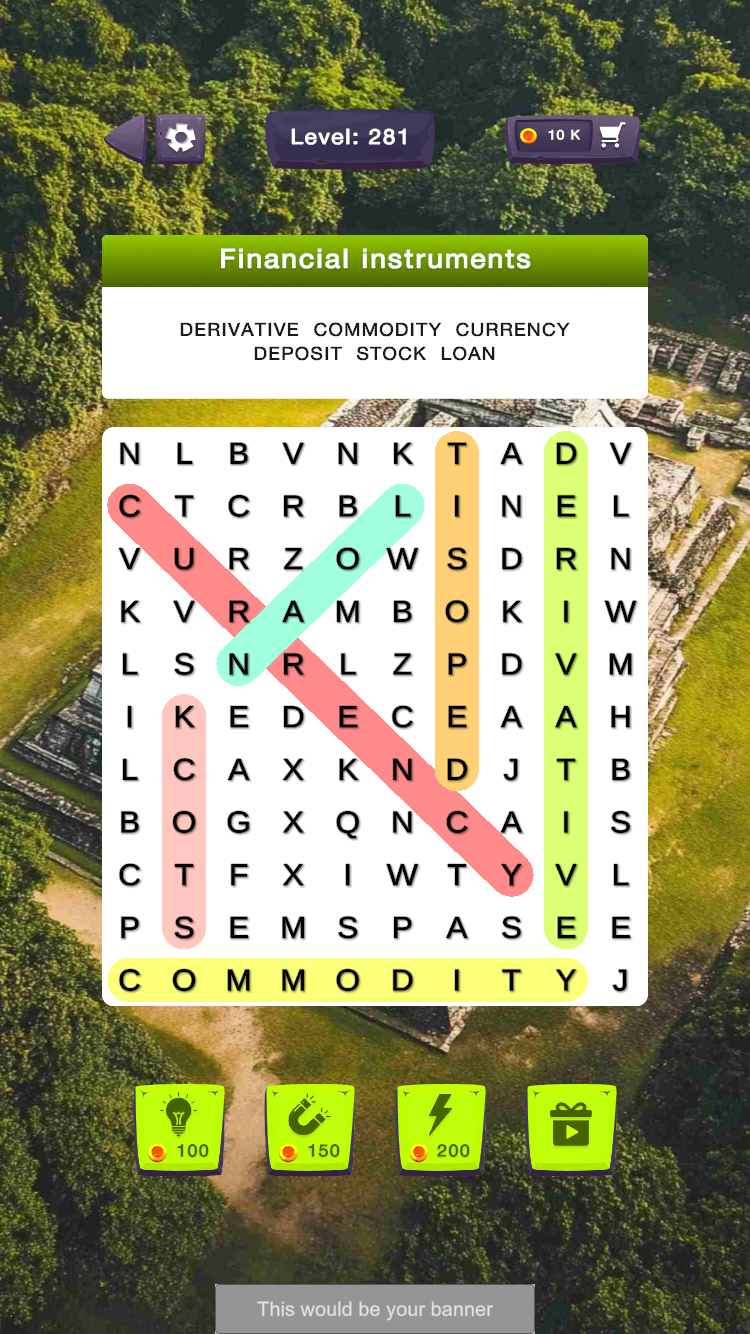 Level: 281
10 K
Financial instruments
DERIVATIVE COMMODITY CURRENCY
DEPOSIT STOCK LOAN
N L B V N K T A D V
C T C R B L I N E L
V U R Z O W S D R N
K V R A M B O K I W
L S N R L Z P D V M
I K E D E C E A A H
L C A X K N D J T B
B O G X Q N C A I S
C T F X I W T Y V L
P S E M S P A S E E
C O M M O D I T Y J
100 150 200
This would be your banner